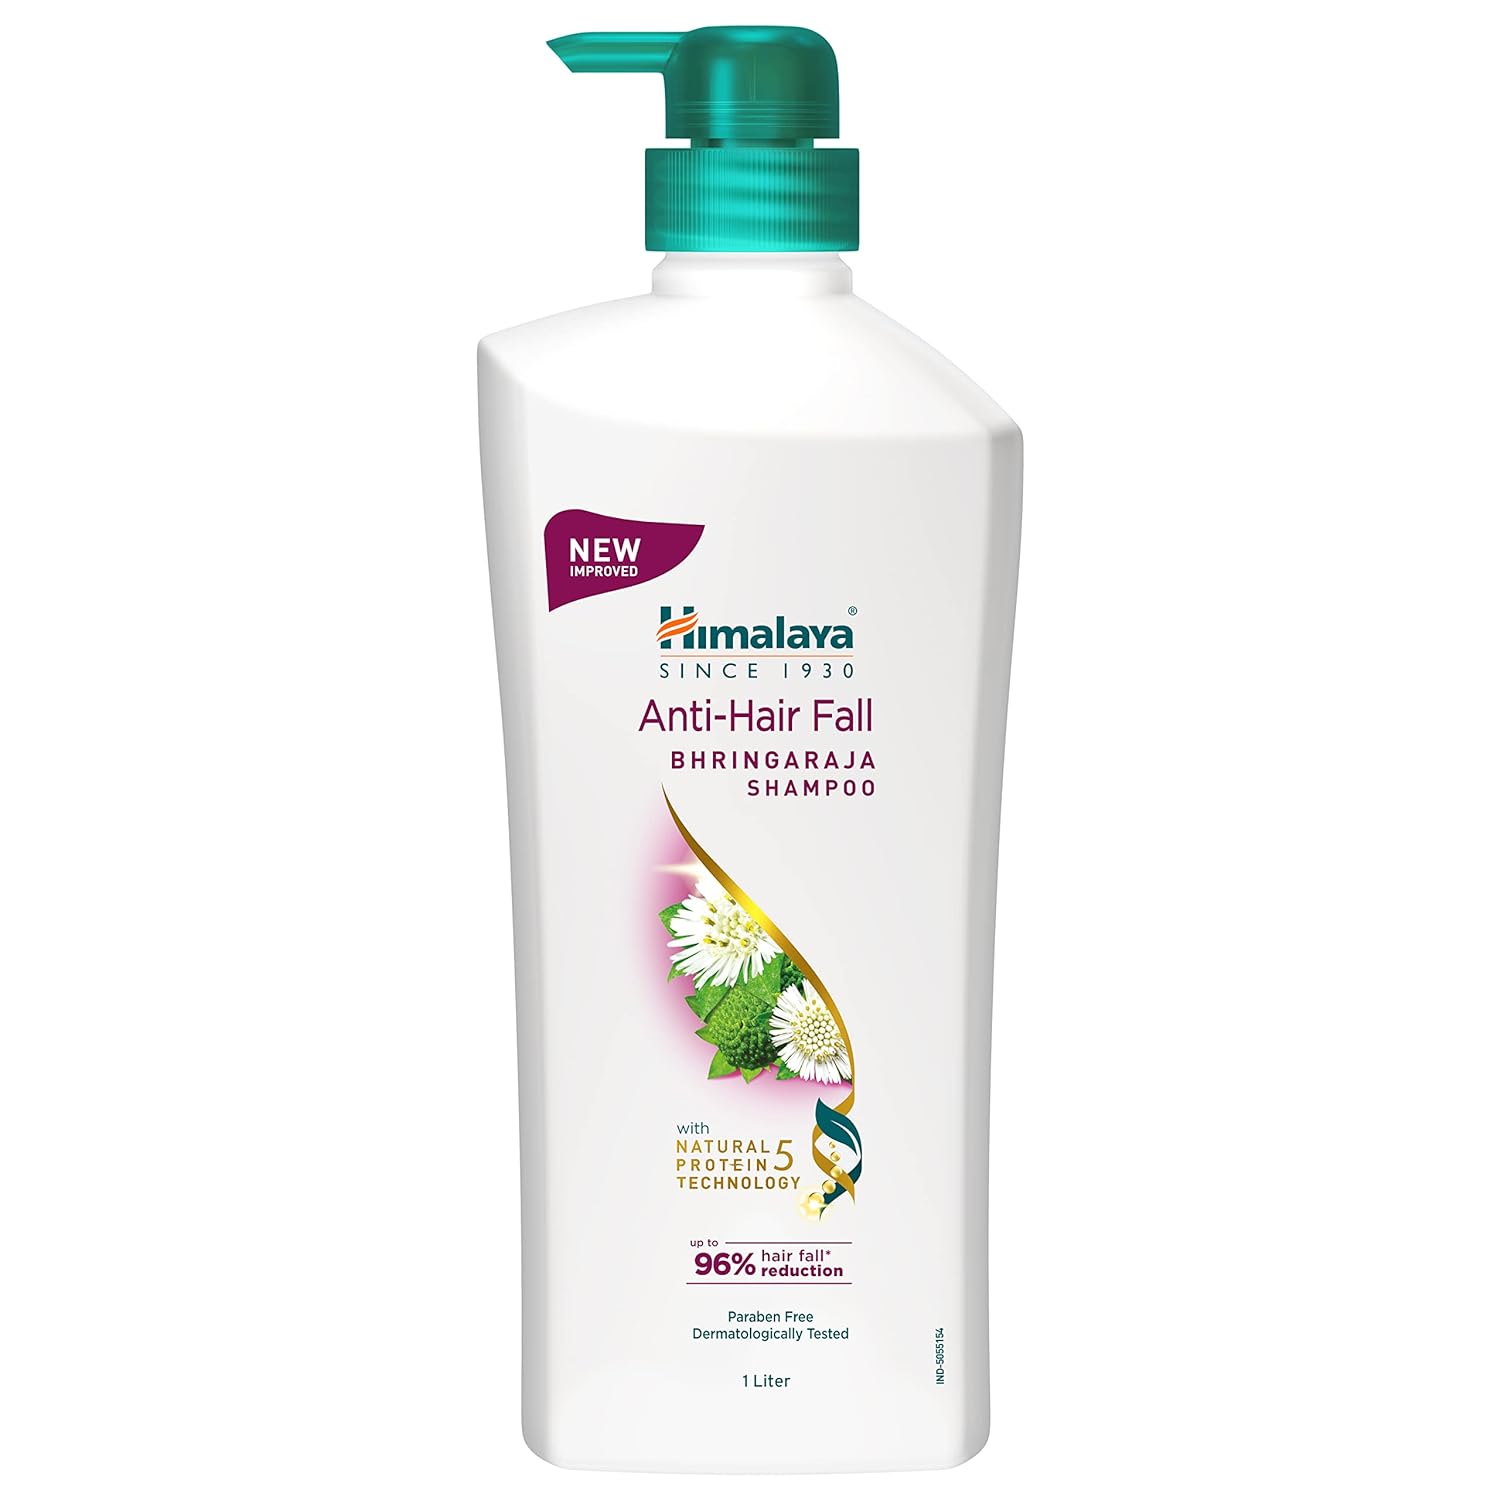 NEW
IMPROVED
Himalaya®
SINCE 1930
Anti-Hair Fall
BHRINGARAJA
SHAMPOO
with
NATURAL
PROTEIN 5
TECHNOLOGY
up to
96% hair fall*
reduction
Paraben Free
Dermatologically Tested
1 Liter
IND-5055154